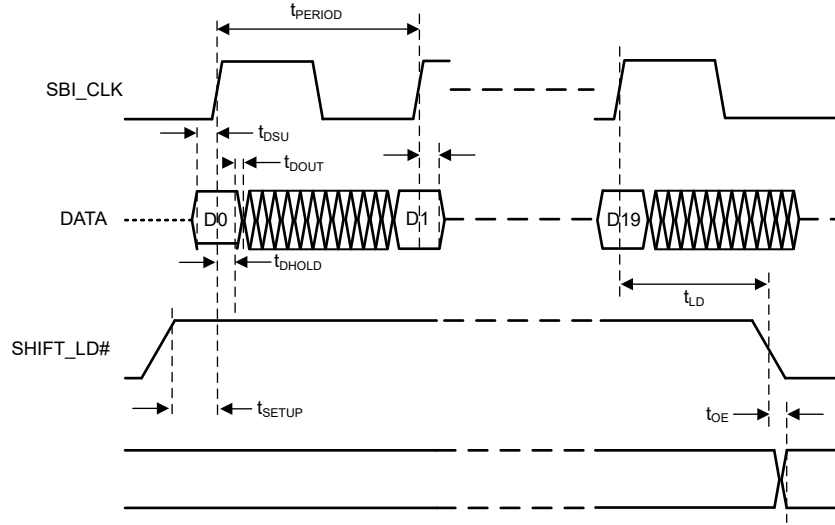 tPERIOD
SBI_CLK
tDSU
tDOUT
DATA
D0
D1
D19
tDHOLD
tLD
SHIFT_LD#
tSETUP
tOE